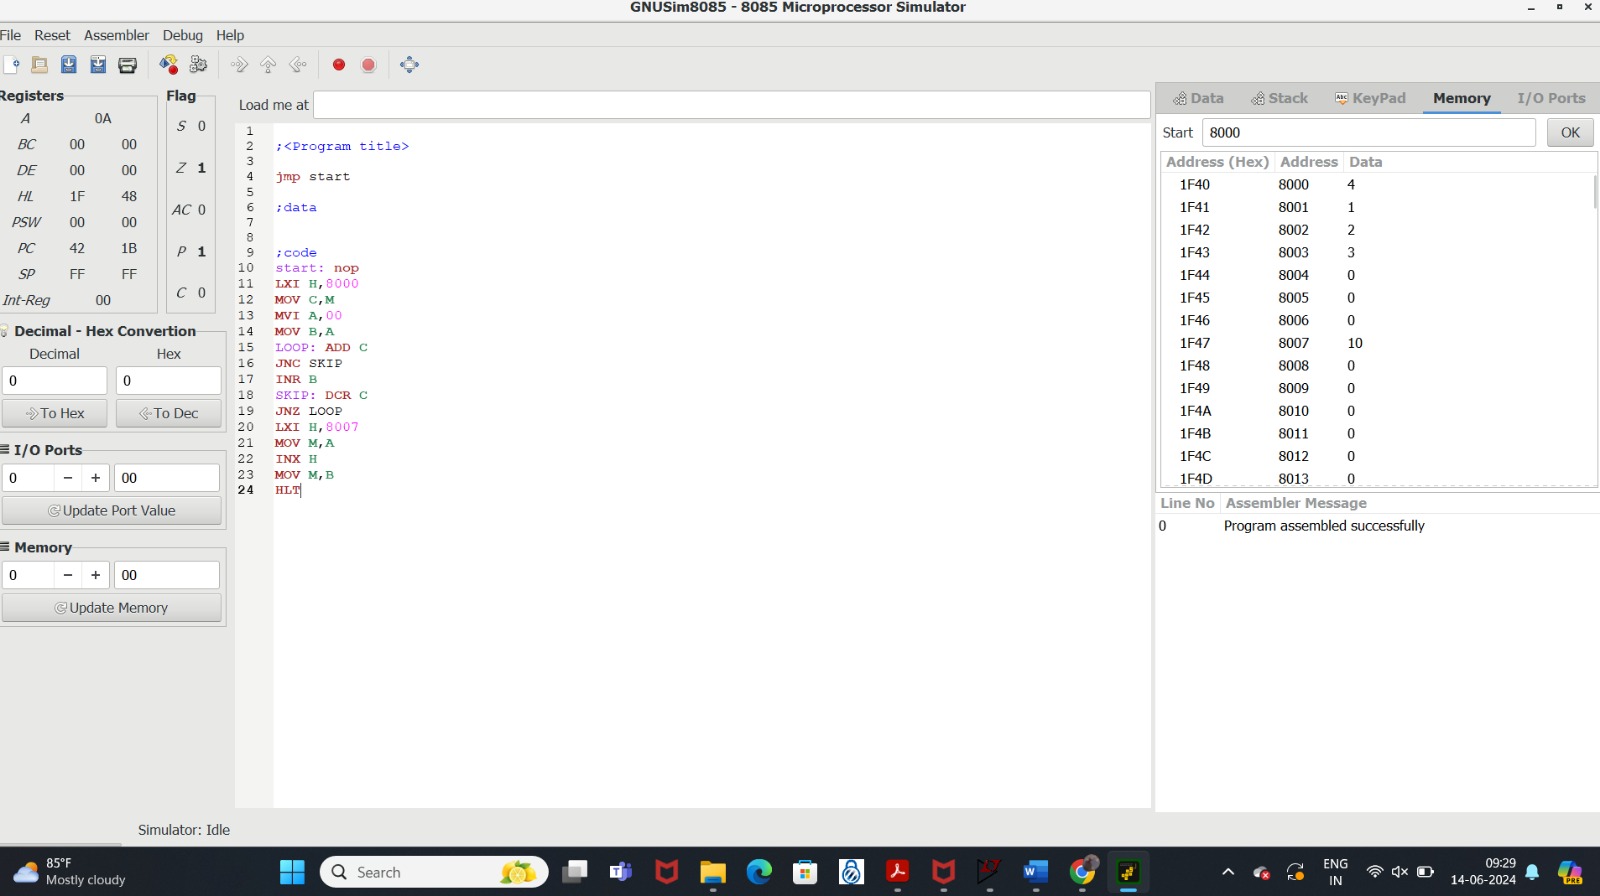 GNUSim8085 - 8085 Microprocessor Simulator
File Reset Assembler Debug Help
Registers
A 0A
BC 00 00
DE 00 00
HL 1F 48
PSW 00 00
PC 42 1B
SP FF FF
Int-Reg 00
Flag
S 0
Z 1
AC 0
P 1
C 0
Decimal - Hex Convertion
Decimal Hex
0 0
To Hex To Dec
I/O Ports
0 − + 00
Update Port Value
Memory
0 − + 00
Update Memory
Load me at
1
2 ;<Program title>
3
4 jmp start
5
6 ;data
7
8
9 ;code
10 start: nop
11 LXI H,8000
12 MOV C,M
13 MVI A,00
14 MOV B,A
15 LOOP: ADD C
16 JNC SKIP
17 INR B
18 SKIP: DCR C
19 JNZ LOOP
20 LXI H,8007
21 MOV M,A
22 INX H
23 MOV M,B
24 HLT
Data Stack KeyPad Memory I/O Ports
Start 8000 OK
Address (Hex) Address Data
1F40 8000 4
1F41 8001 1
1F42 8002 2
1F43 8003 3
1F44 8004 0
1F45 8005 0
1F46 8006 0
1F47 8007 10
1F48 8008 0
1F49 8009 0
1F4A 8010 0
1F4B 8011 0
1F4C 8012 0
1F4D 8013 0
Line No Assembler Message
0 Program assembled successfully
Simulator: Idle
85°F
Mostly cloudy
Search
ENG
IN
09:29
14-06-2024
PRE